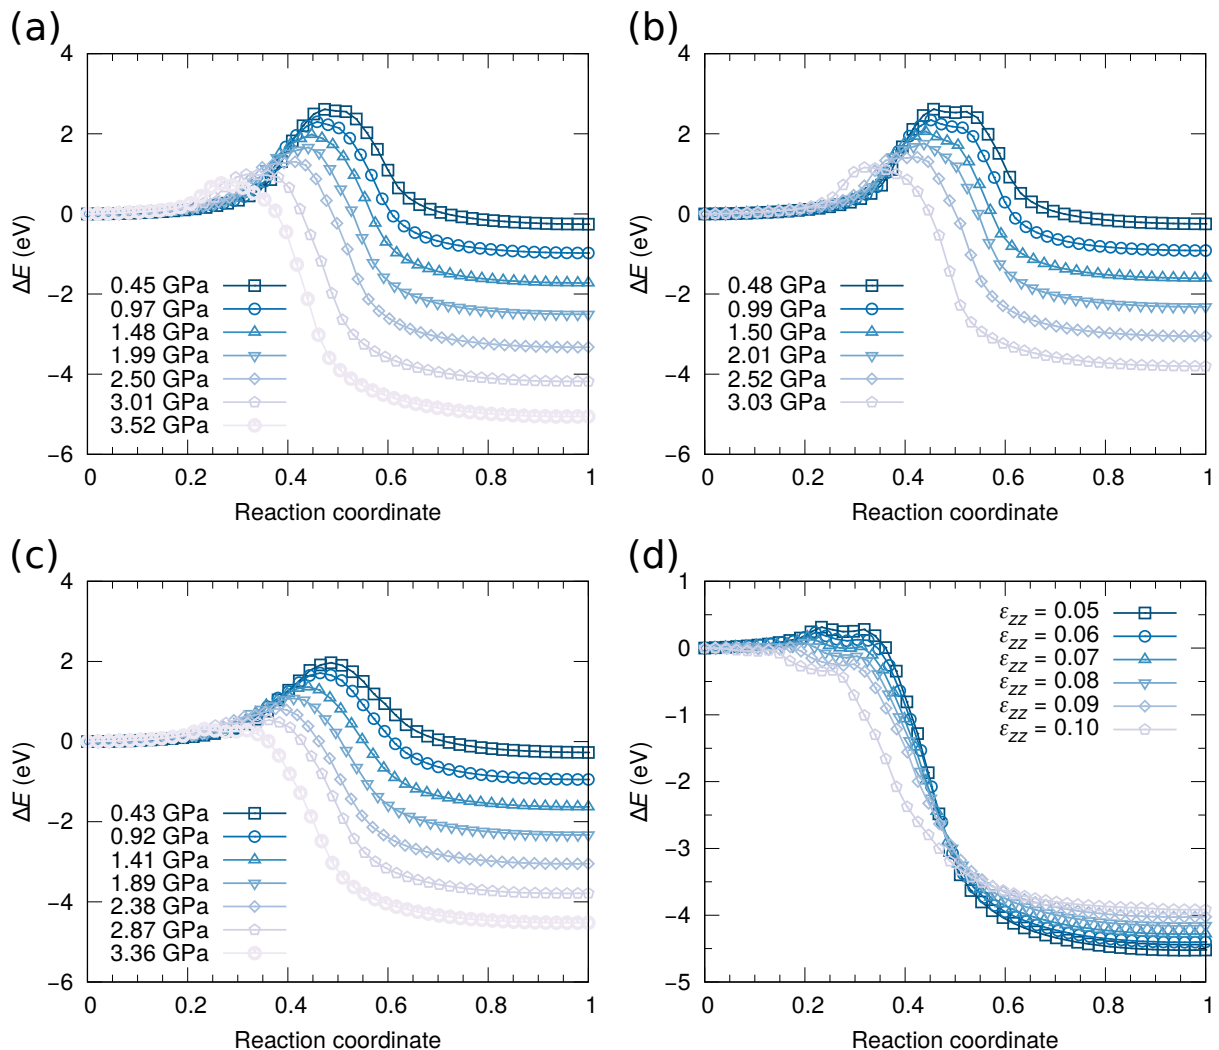 (a)
4
2
0
−2
−4
−6
ΔE (eV)
0.45 GPa
0.97 GPa
1.48 GPa
1.99 GPa
2.50 GPa
3.01 GPa
3.52 GPa
0 0.2 0.4 0.6 0.8 1
Reaction coordinate
(b)
4
2
0
−2
−4
−6
ΔE (eV)
0.48 GPa
0.99 GPa
1.50 GPa
2.01 GPa
2.52 GPa
3.03 GPa
0 0.2 0.4 0.6 0.8 1
Reaction coordinate
(c)
4
2
0
−2
−4
−6
ΔE (eV)
0.43 GPa
0.92 GPa
1.41 GPa
1.89 GPa
2.38 GPa
2.87 GPa
3.36 GPa
0 0.2 0.4 0.6 0.8 1
Reaction coordinate
(d)
1
0
−1
−2
−3
−4
−5
ΔE (eV)
εzz = 0.05
εzz = 0.06
εzz = 0.07
εzz = 0.08
εzz = 0.09
εzz = 0.10
0 0.2 0.4 0.6 0.8 1
Reaction coordinate